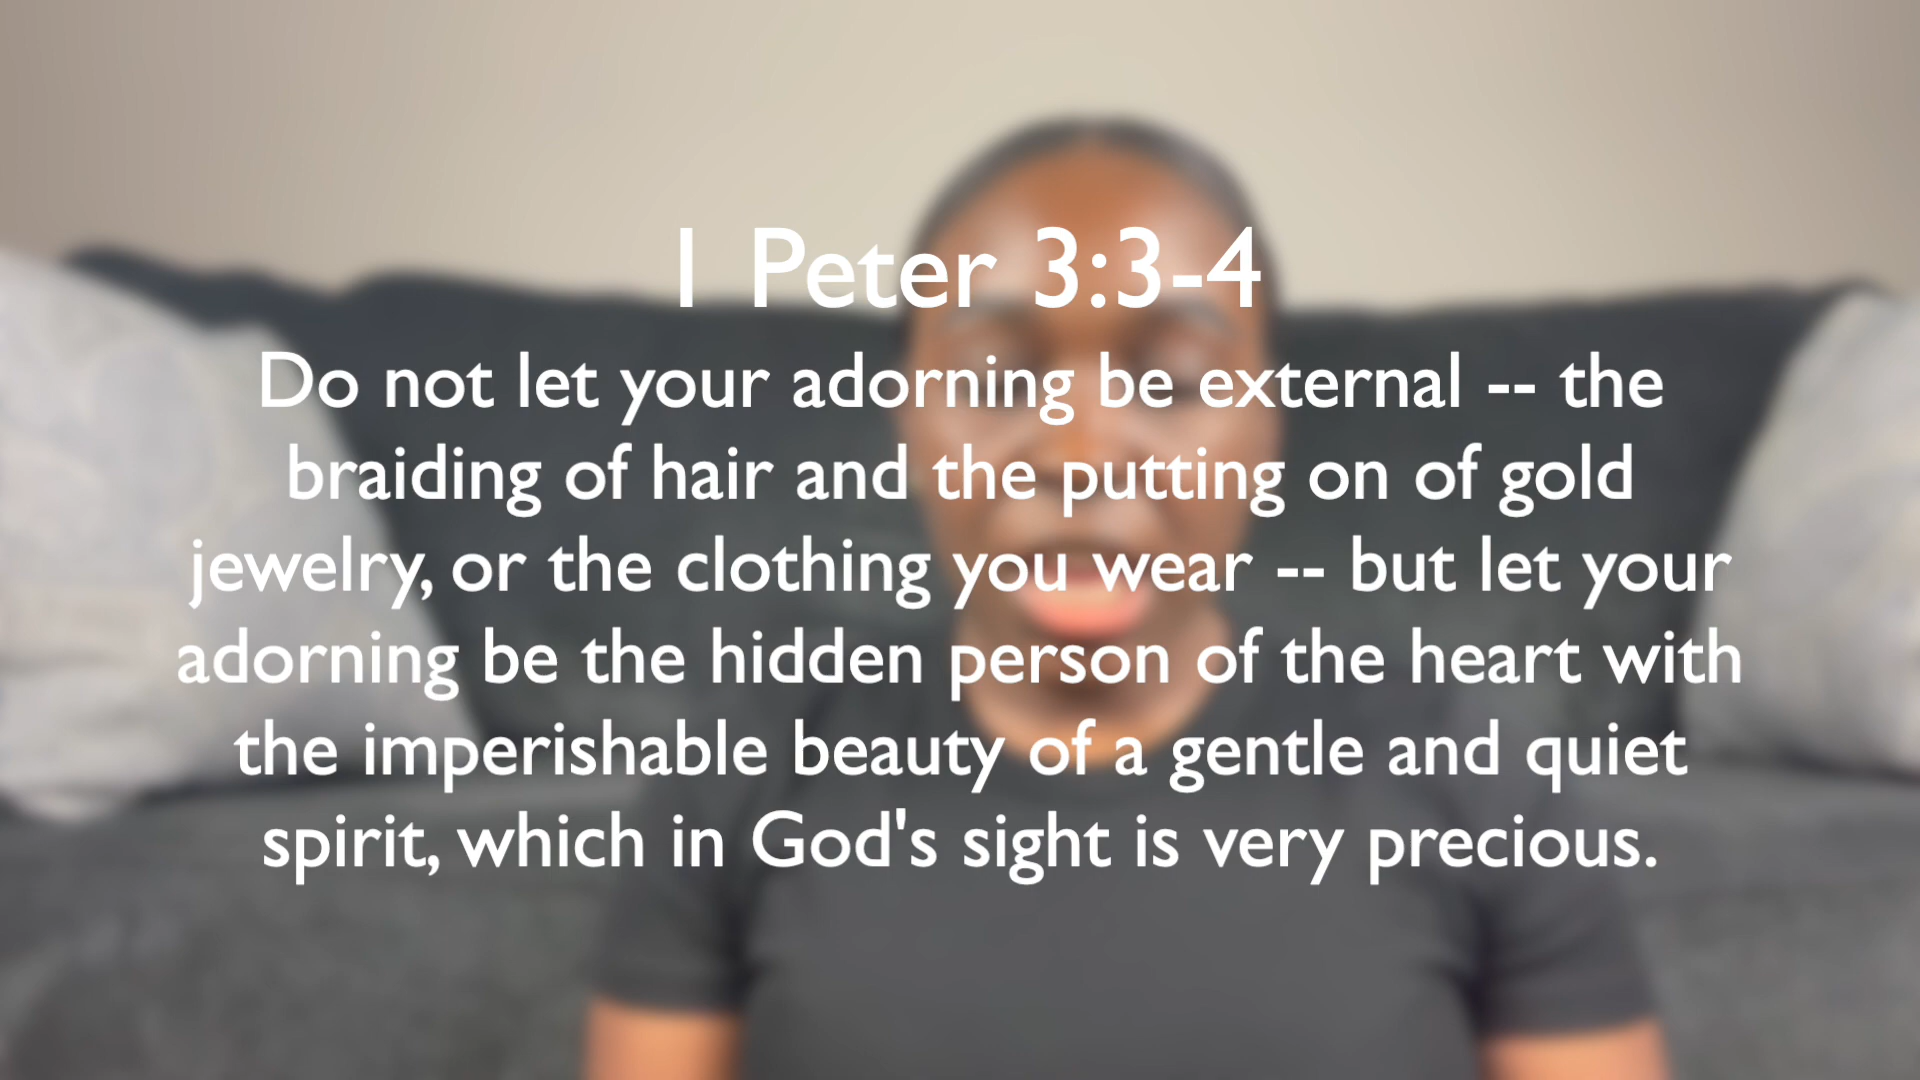 1 Peter 3:3-4
Do not let your adorning be external -- the
braiding of hair and the putting on of gold
jewelry, or the clothing you wear -- but let your
adorning be the hidden person of the heart with
the imperishable beauty of a gentle and quiet
spirit, which in God's sight is very precious.